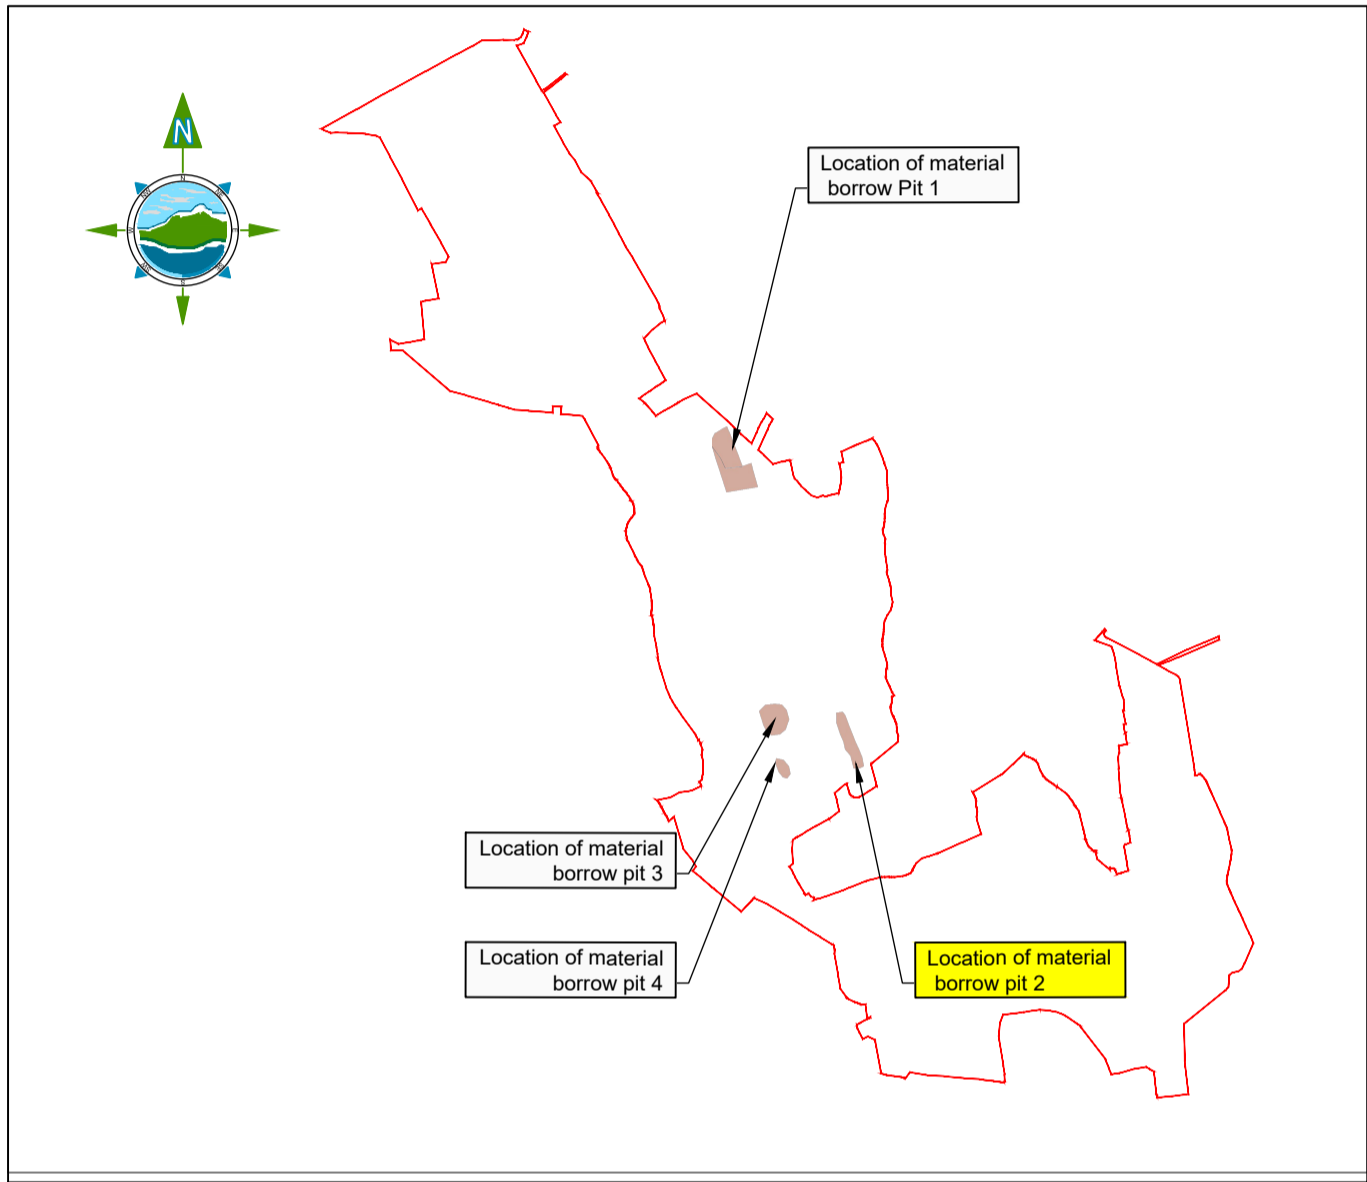 N
Location of material
borrow Pit 1
Location of material
borrow pit 3
Location of material
borrow pit 4
Location of material
borrow pit 2